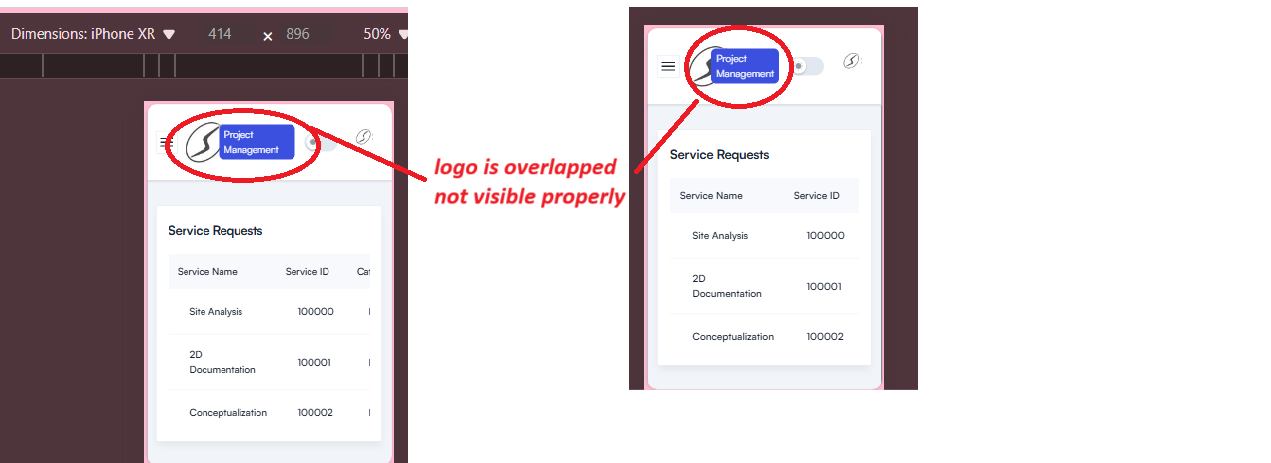 Dimensions: iPhone XR 414 × 896 50%
Project
Management
Service Requests
Service Name Service ID Cat
Site Analysis 100000
2D
Documentation 100001
Conceptualization 100002
logo is overlapped
not visible properly
Project
Management
Service Requests
Service Name Service ID
Site Analysis 100000
2D
Documentation 100001
Conceptualization 100002